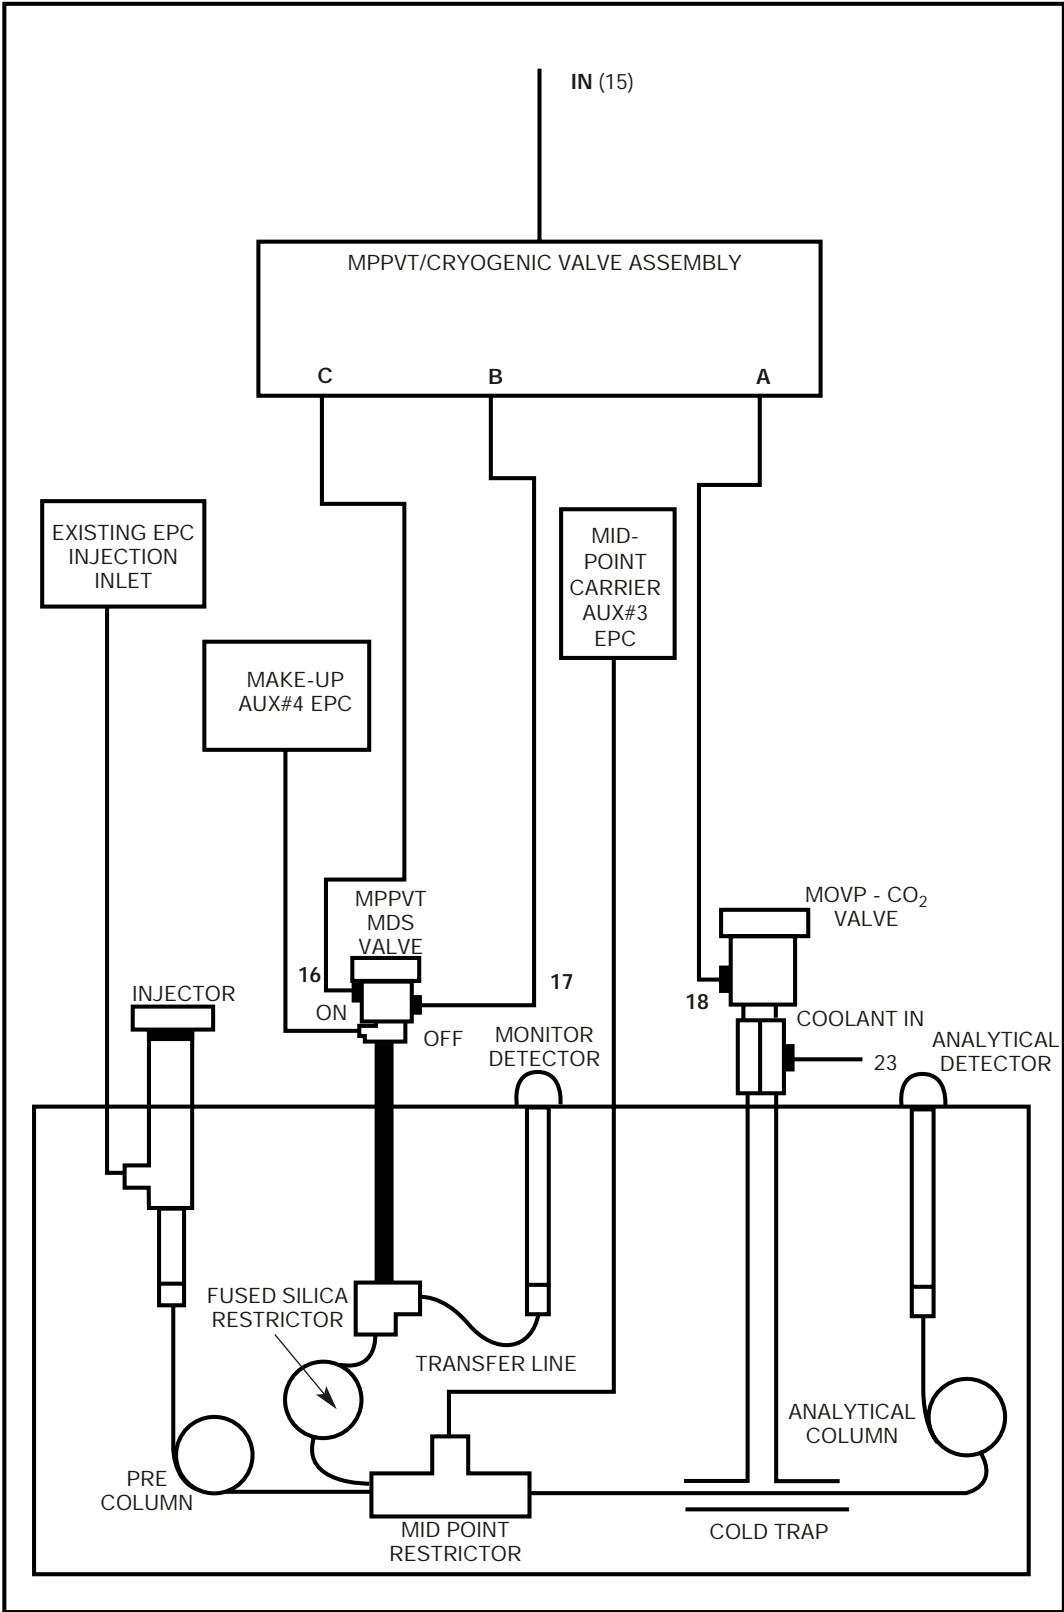 IN (15)
MPPVT/CRYOGENIC VALVE ASSEMBLY
C
B
A
EXISTING EPC
INJECTION
INLET
MID-
POINT
CARRIER
AUX#3
EPC
MAKE-UP
AUX#4 EPC
MPPVT
MDS
VALVE
MOVP - CO₂
VALVE
16
17
18
INJECTOR
ON
OFF
COOLANT IN
MONITOR
DETECTOR
23
ANALYTICAL
DETECTOR
FUSED SILICA
RESTRICTOR
TRANSFER LINE
ANALYTICAL
COLUMN
PRE
COLUMN
MID POINT
RESTRICTOR
COLD TRAP